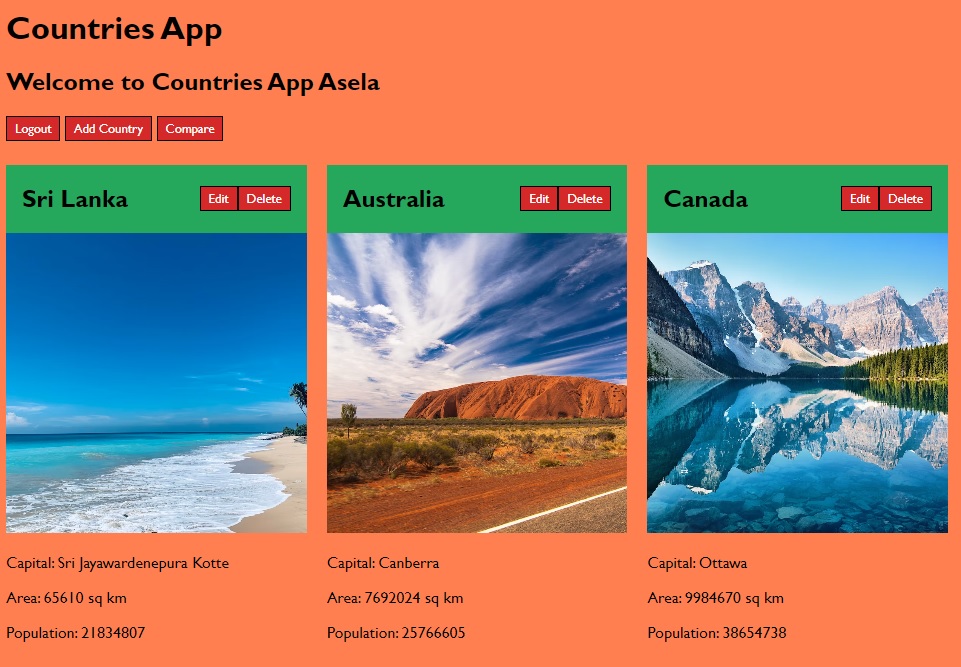 Countries App
Welcome to Countries App Asela
Logout Add Country Compare
Sri Lanka Edit Delete
Australia Edit Delete
Canada Edit Delete
Capital: Sri Jayawardenepura Kotte
Area: 65610 sq km
Population: 21834807
Capital: Canberra
Area: 7692024 sq km
Population: 25766605
Capital: Ottawa
Area: 9984670 sq km
Population: 38654738